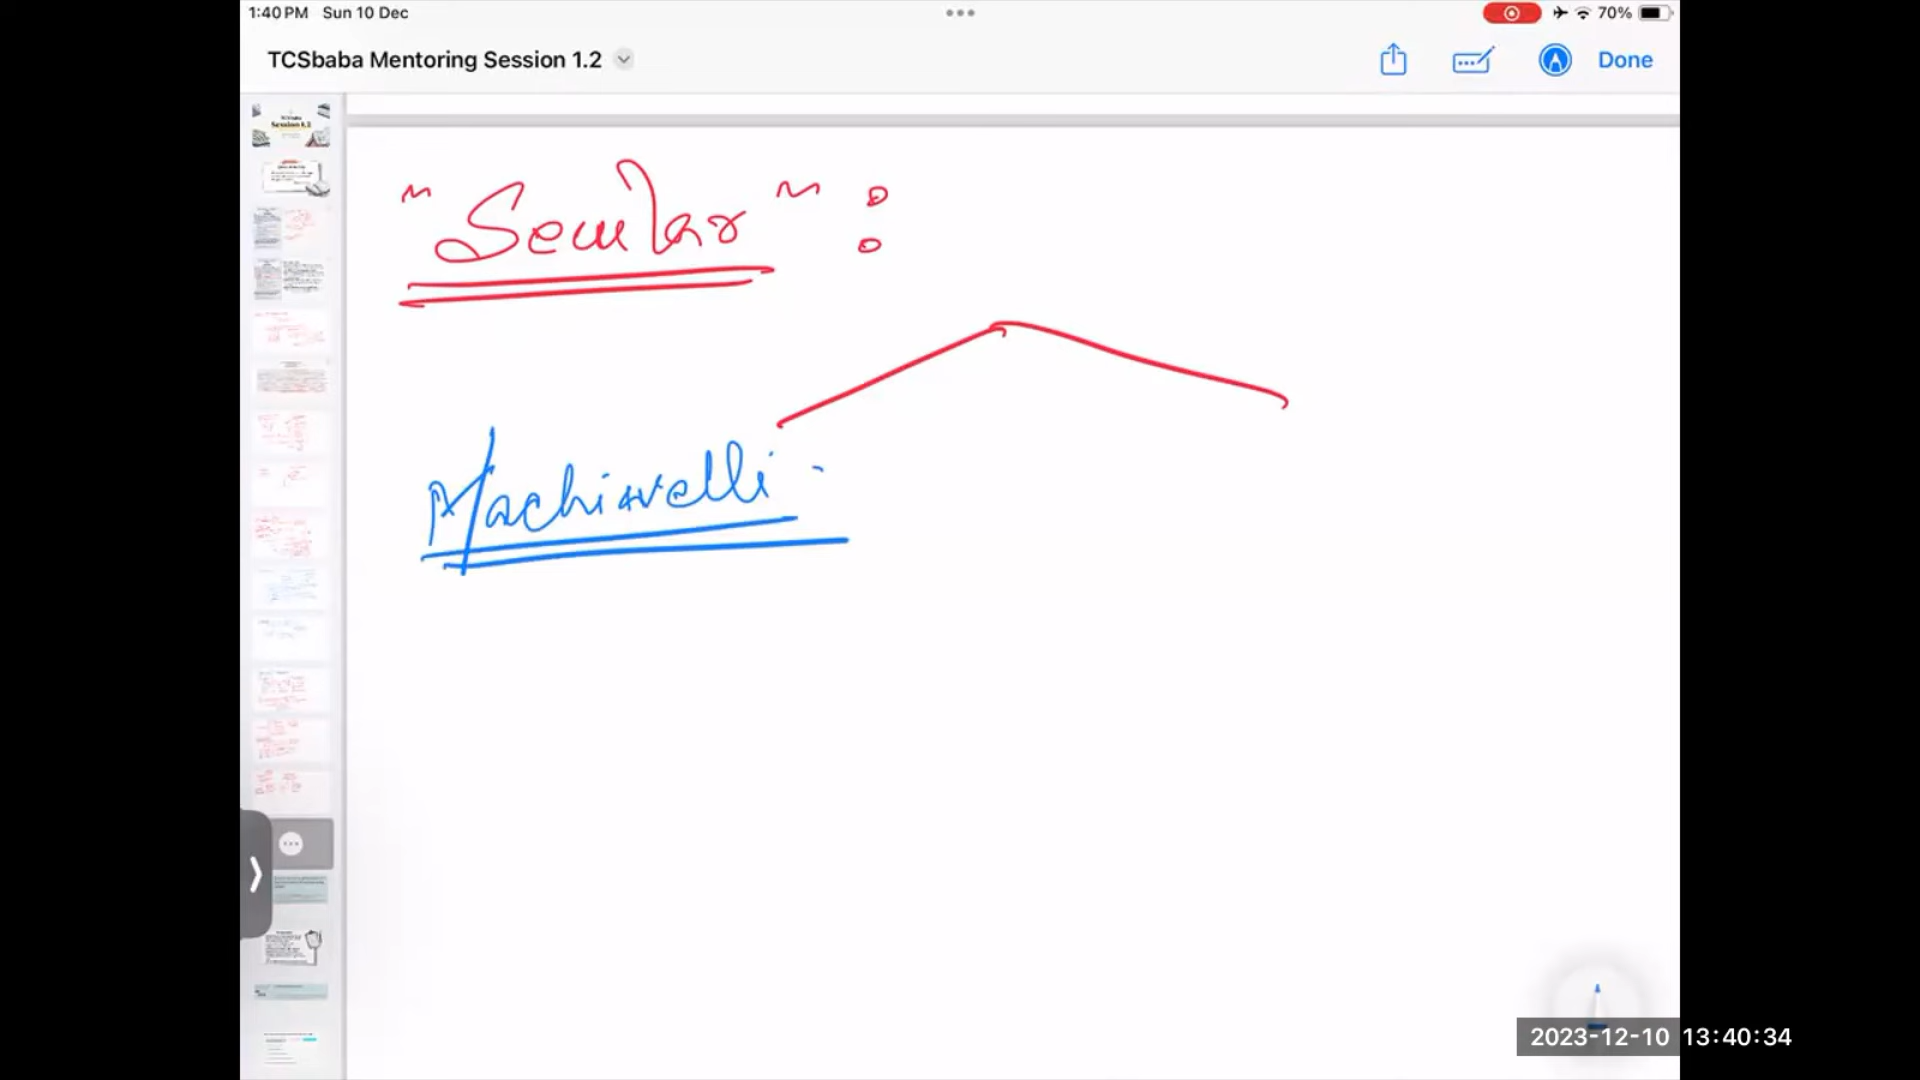 1:40 PM Sun 10 Dec
70%
TCSbaba Mentoring Session 1.2
Done
"Secular" :
Machiavelli -
2023-12-10 13:40:34